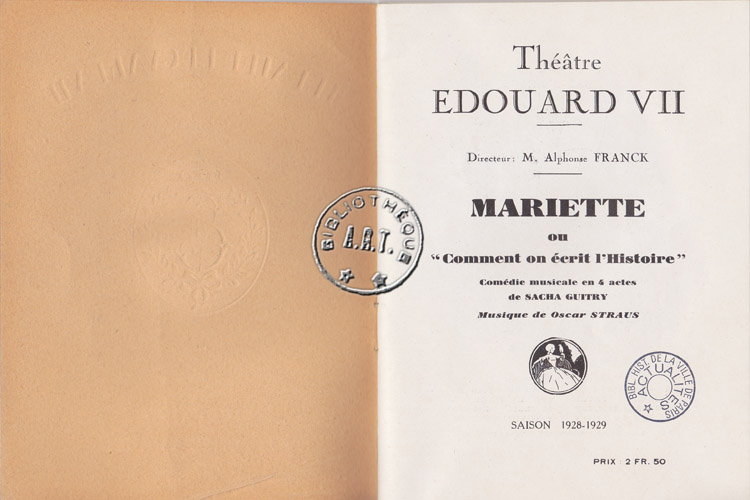 Théâtre
EDOUARD VII
Directeur: M. Alphonse FRANCK
MARIETTE
ou
“Comment on écrit l'Histoire”
Comédie musicale en 4 actes
de SACHA GUITRY
Musique de Oscar STRAUS
BIBLIOTHÈQUE
A.R.T.
BIBL. HIST. DE LA VILLE DE PARIS
ACTUALITÉS
SAISON 1928-1929
PRIX : 2 FR. 50